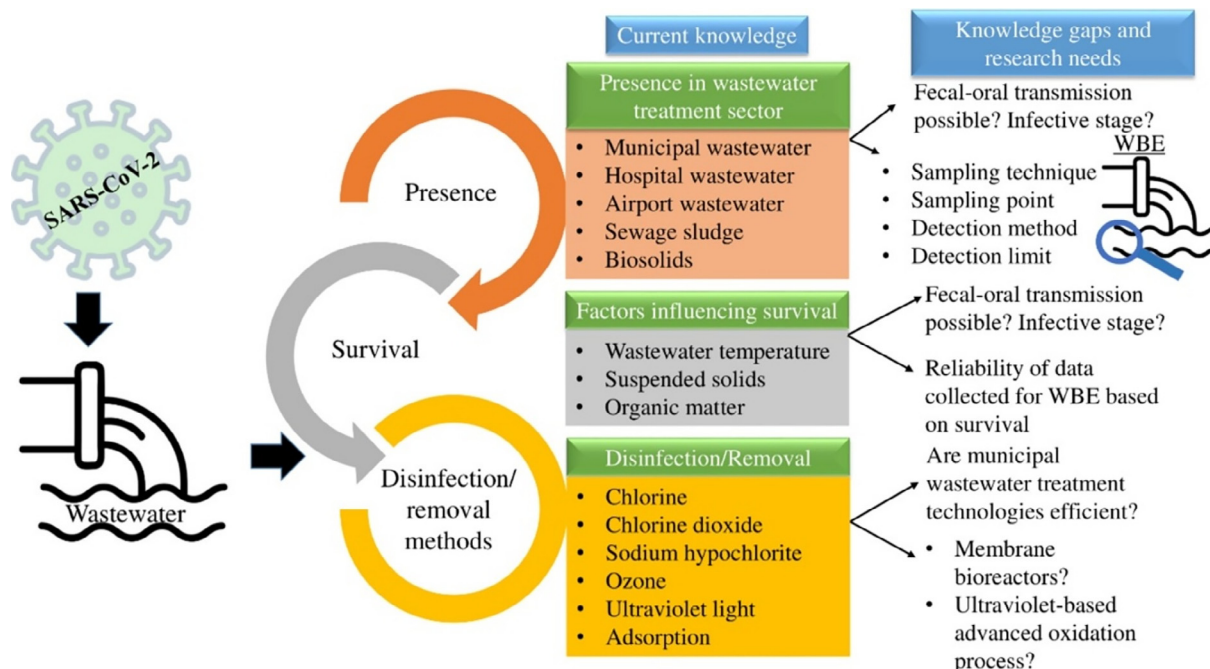 SARS-CoV-2
Wastewater
Presence
Survival
Disinfection/
removal
methods
Current knowledge
Presence in wastewater
treatment sector
• Municipal wastewater
• Hospital wastewater
• Airport wastewater
• Sewage sludge
• Biosolids
Factors influencing survival
• Wastewater temperature
• Suspended solids
• Organic matter
Disinfection/Removal
• Chlorine
• Chlorine dioxide
• Sodium hypochlorite
• Ozone
• Ultraviolet light
• Adsorption
Knowledge gaps and
research needs
Fecal-oral transmission
possible? Infective stage?
WBE
• Sampling technique
• Sampling point
• Detection method
• Detection limit
Fecal-oral transmission
possible? Infective stage?
Reliability of data
collected for WBE based
on survival
Are municipal
wastewater treatment
technologies efficient?
• Membrane
bioreactors?
• Ultraviolet-based
advanced oxidation
process?